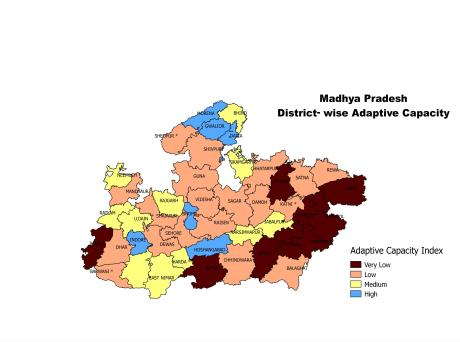 Madhya Pradesh
District- wise Adaptive Capacity
MORENA
BHIND
GWALIOR
DATIA
SHEOPUR
SHIVPURI
TIKAMGARH
CHHATARPUR
REWA
SATNA
GUNA
MANDSAUR
RAJGARH
VIDISHA
SAGAR
DAMOH
KATNI
RATLAM
UJJAIN
SHAJAPUR
BHOPAL
RAISEN
JABALPUR
NARSIMHAPUR
INDORE
SEHORE
DHAR
DEWAS
HOSHANGABAD
HARDA
CHHINDWARA
BALAGHAT
BARWANI
EAST NIMAR
Adaptive Capacity Index
Very Low
Low
Medium
High